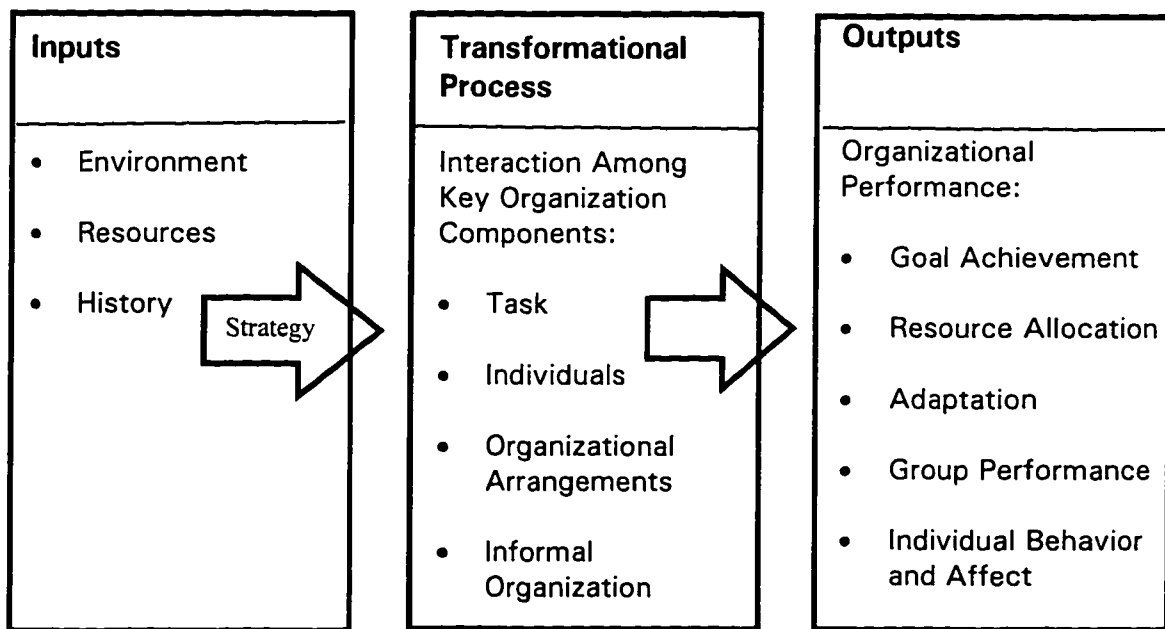 Inputs
• Environment
• Resources
• History
Strategy
Transformational
Process
Interaction Among
Key Organization
Components:
• Task
• Individuals
• Organizational
Arrangements
• Informal
Organization
Outputs
Organizational
Performance:
• Goal Achievement
• Resource Allocation
• Adaptation
• Group Performance
• Individual Behavior
and Affect